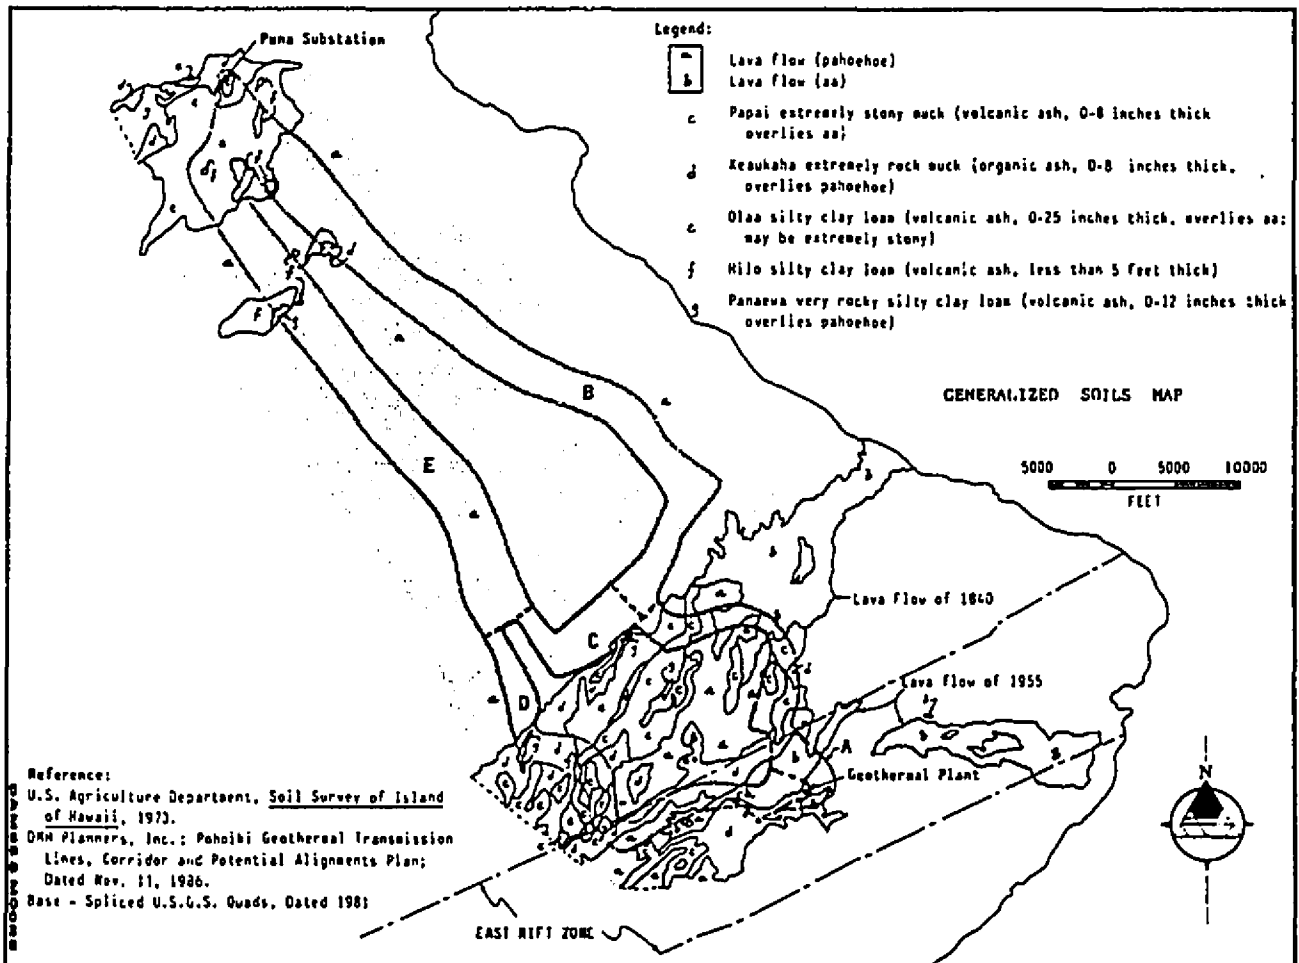 Puna Substation
Legend:
a Lava flow (pahoehoe)
b Lava flow (aa)
c Papai extremely stony muck (volcanic ash, 0-8 inches thick
overlies aa)
d Keaukaha extremely rock muck (organic ash, 0-8 inches thick,
overlies pahoehoe)
e Olaa silty clay loam (volcanic ash, 0-25 inches thick, overlies aa;
may be extremely stony)
f Hilo silty clay loam (volcanic ash, less than 5 feet thick)
g Panaewa very rocky silty clay loam (volcanic ash, 0-12 inches thick
overlies pahoehoe)
GENERALIZED SOILS MAP
5000 0 5000 10000
FEET
B
E
C
D
A
Lava Flow of 1840
Lava Flow of 1955
Geothermal Plant
N
EAST RIFT ZONE
Reference:
U.S. Agriculture Department, Soil Survey of Island
of Hawaii, 1973.
DHM Planners, Inc.: Pohoiki Geothermal Transmission
Lines, Corridor and Potential Alignments Plan;
Dated Nov. 11, 1986.
Base - Spliced U.S.G.S. Quads, Dated 1981
DAMES & MOORE